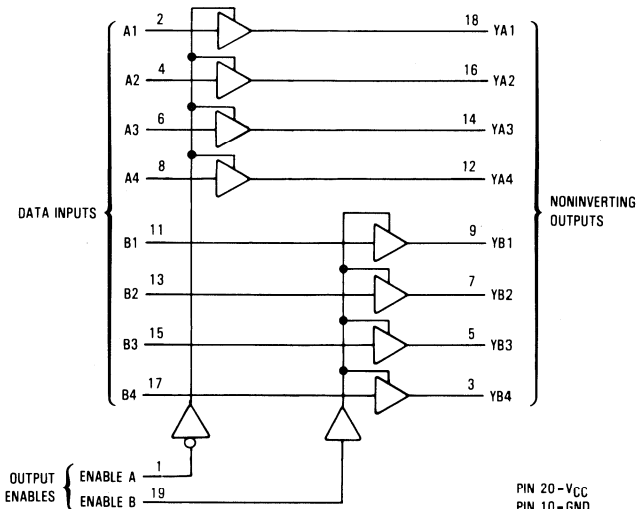 A1 2 18 YA1
A2 4 16 YA2
A3 6 14 YA3
A4 8 12 YA4
DATA INPUTS
NONINVERTING
OUTPUTS
B1 11 9 YB1
B2 13 7 YB2
B3 15 5 YB3
B4 17 3 YB4
OUTPUT
ENABLES
ENABLE A 1
ENABLE B 19
PIN 20-VCC
PIN 10-GND